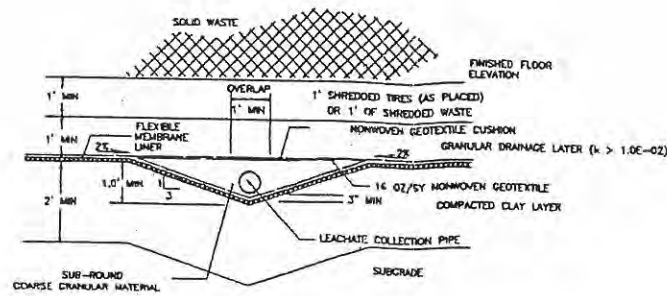 SOLID WASTE
FINISHED FLOOR
ELEVATION
OVERLAP
1' MIN
1' MIN
1' SHREDDED TIRES (AS PLACED)
OR 1' OF SHREDDED WASTE
1' MIN
FLEXIBLE
MEMBRANE
LINER
NONWOVEN GEOTEXTILE CUSHION
GRANULAR DRAINAGE LAYER (k > 1.0E-02)
2%
2%
1.0' MIN
1
3
16 OZ/SY NONWOVEN GEOTEXTILE
3" MIN
COMPACTED CLAY LAYER
2' MIN
LEACHATE COLLECTION PIPE
SUB-ROUND
COARSE GRANULAR MATERIAL
SUBGRADE